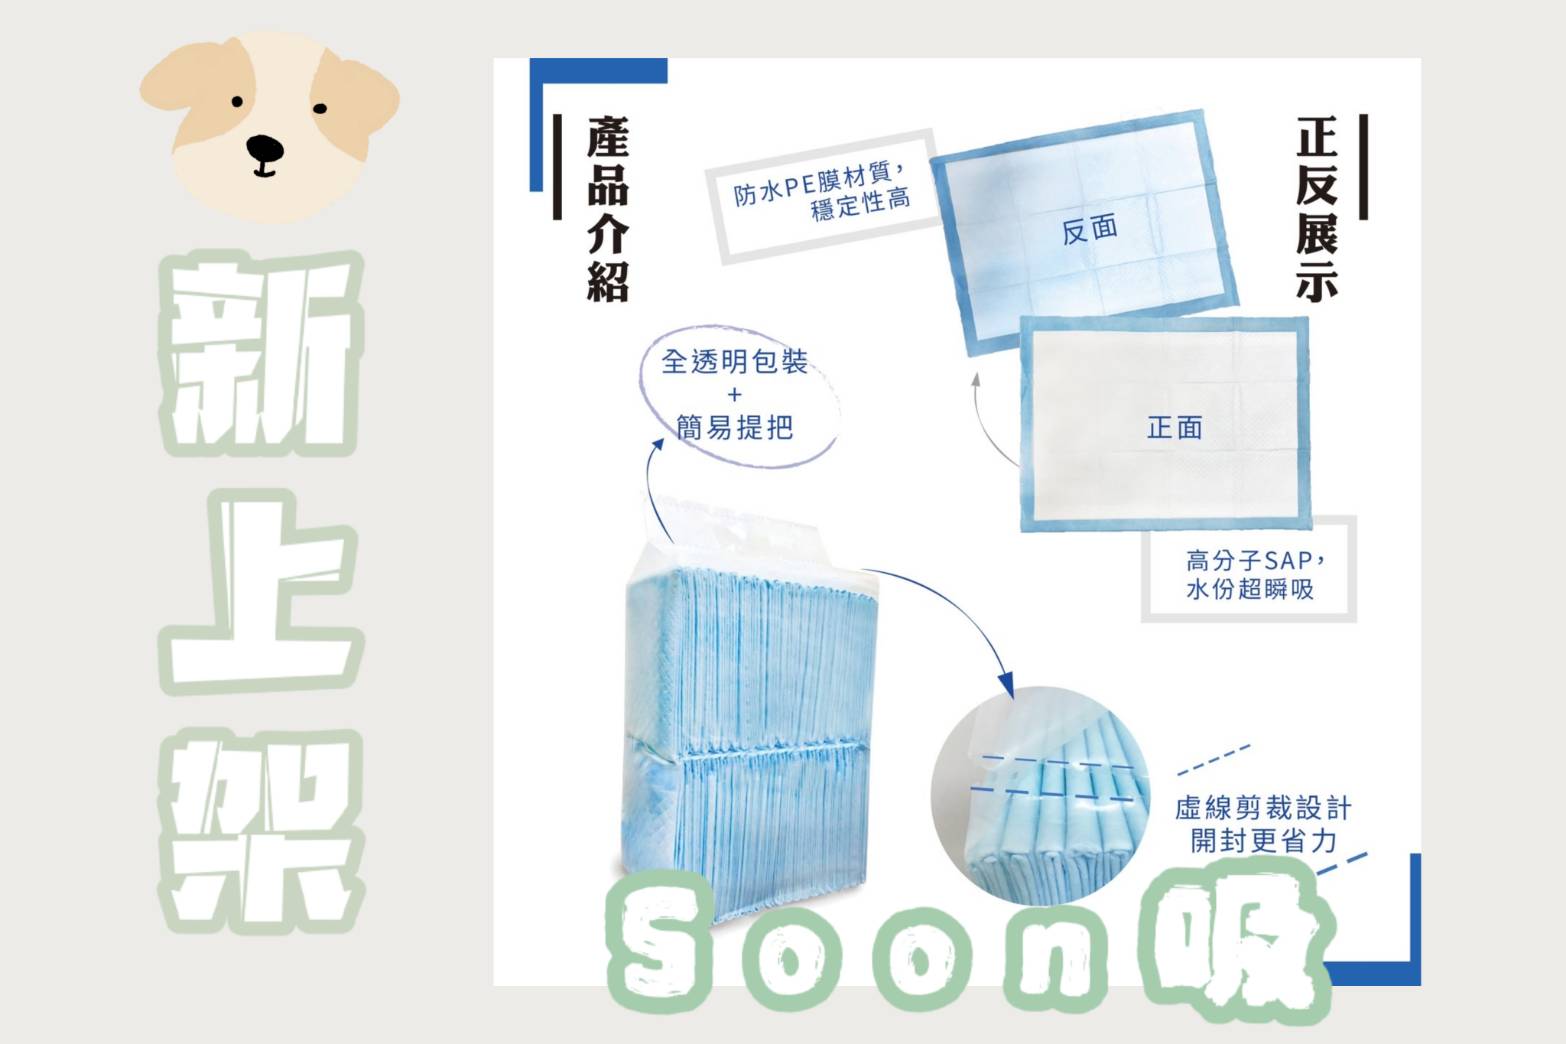 新上架
產品介紹
正反展示
防水PE膜材質，
穩定性高
反面
正面
全透明包裝
+
簡易提把
高分子SAP，
水份超瞬吸
虛線剪裁設計
開封更省力
Soon吸